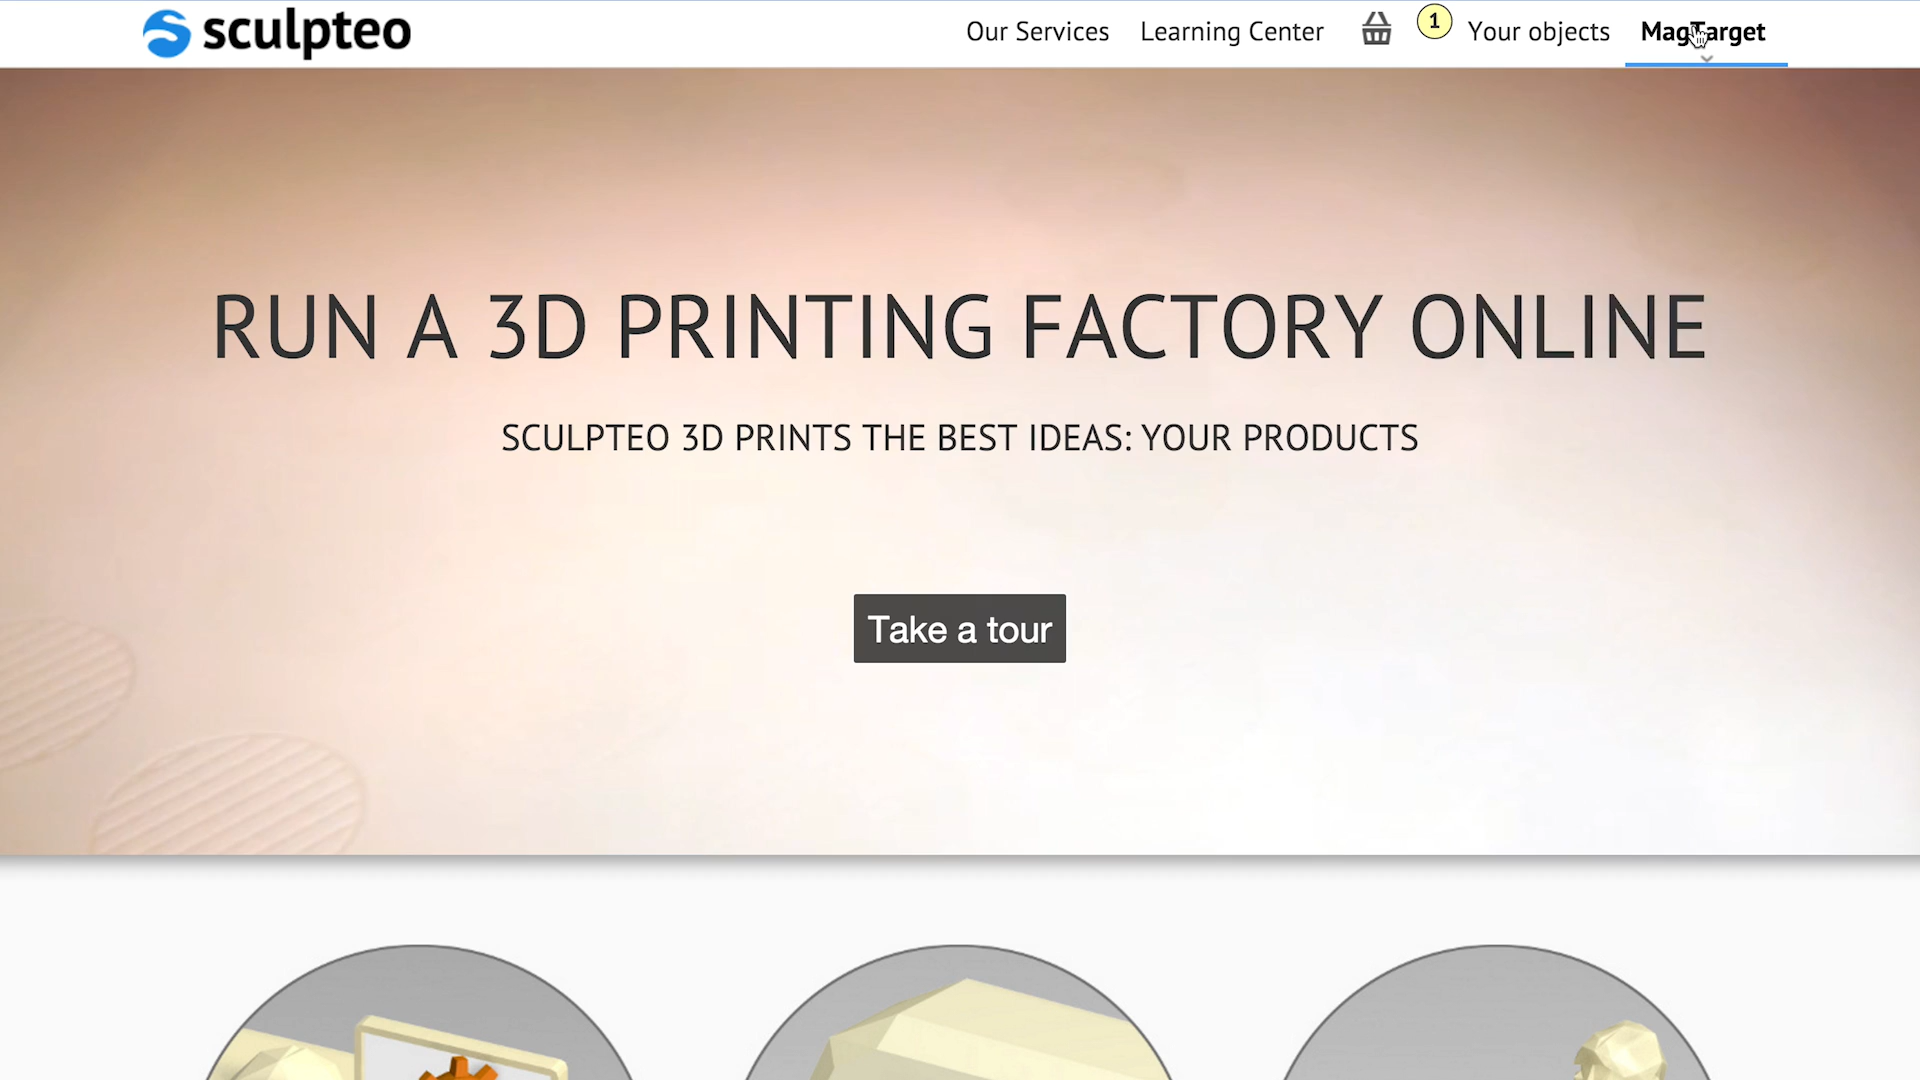 sculpteo
Our Services
Learning Center
1
Your objects
MagTarget
RUN A 3D PRINTING FACTORY ONLINE
SCULPTEO 3D PRINTS THE BEST IDEAS: YOUR PRODUCTS
Take a tour